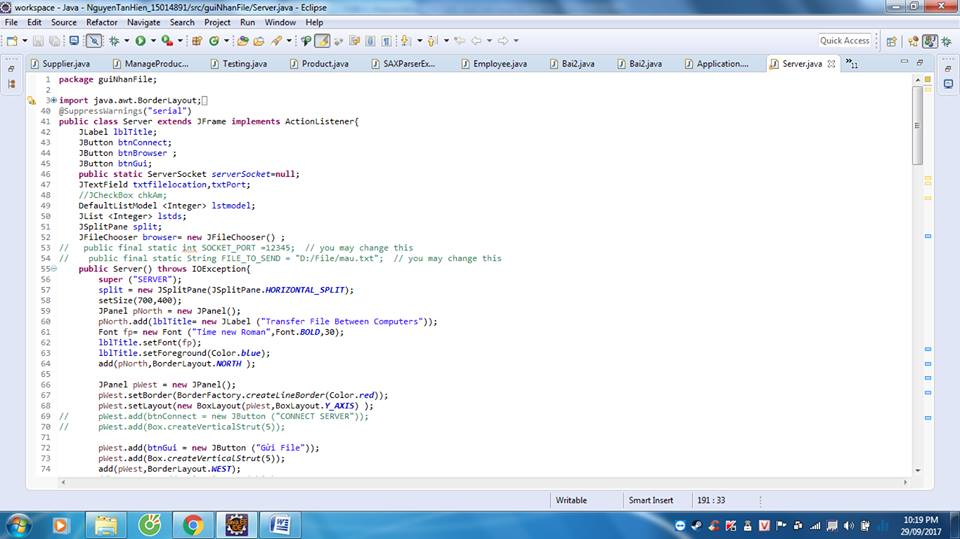 workspace - Java - NguyenTanHien_15014891/src/guiNhanFile/Server.java - Eclipse
File Edit Source Refactor Navigate Search Project Run Window Help
Quick Access
Supplier.java ManageProduc... Testing.java Product.java SAXParserEx... Employee.java Bai2.java Bai2.java Application.... Server.java »11
1 package guiNhanFile;
2
3 import java.awt.BorderLayout;
40 @SuppressWarnings("serial")
41 public class Server extends JFrame implements ActionListener{
42 JLabel lblTitle;
43 JButton btnConnect;
44 JButton btnBrowser ;
45 JButton btnGui;
46 public static ServerSocket serverSocket=null;
47 JTextField txtfilelocation,txtPort;
48 //JCheckBox chkAm;
49 DefaultListModel <Integer> lstmodel;
50 JList <Integer> lstds;
51 JSplitPane split;
52 JFileChooser browser= new JFileChooser() ;
53 // public final static int SOCKET_PORT =12345; // you may change this
54 // public final static String FILE_TO_SEND = "D:/File/mau.txt"; // you may change this
55 public Server() throws IOException{
56 super ("SERVER");
57 split = new JSplitPane(JSplitPane.HORIZONTAL_SPLIT);
58 setSize(700,400);
59 JPanel pNorth = new JPanel();
60 pNorth.add(lblTitle= new JLabel ("Transfer File Between Computers"));
61 Font fp= new Font ("Time new Roman",Font.BOLD,30);
62 lblTitle.setFont(fp);
63 lblTitle.setForeground(Color.blue);
64 add(pNorth,BorderLayout.NORTH );
65
66 JPanel pWest = new JPanel();
67 pWest.setBorder(BorderFactory.createLineBorder(Color.red));
68 pWest.setLayout(new BoxLayout(pWest,BoxLayout.Y_AXIS) );
69 // pWest.add(btnConnect = new JButton ("CONNECT SERVER"));
70 // pWest.add(Box.createVerticalStrut(5));
71
72 pWest.add(btnGui = new JButton ("Gửi File"));
73 pWest.add(Box.createVerticalStrut(5));
74 add(pWest,BorderLayout.WEST);
Writable Smart Insert 191 : 33
10:19 PM
29/09/2017